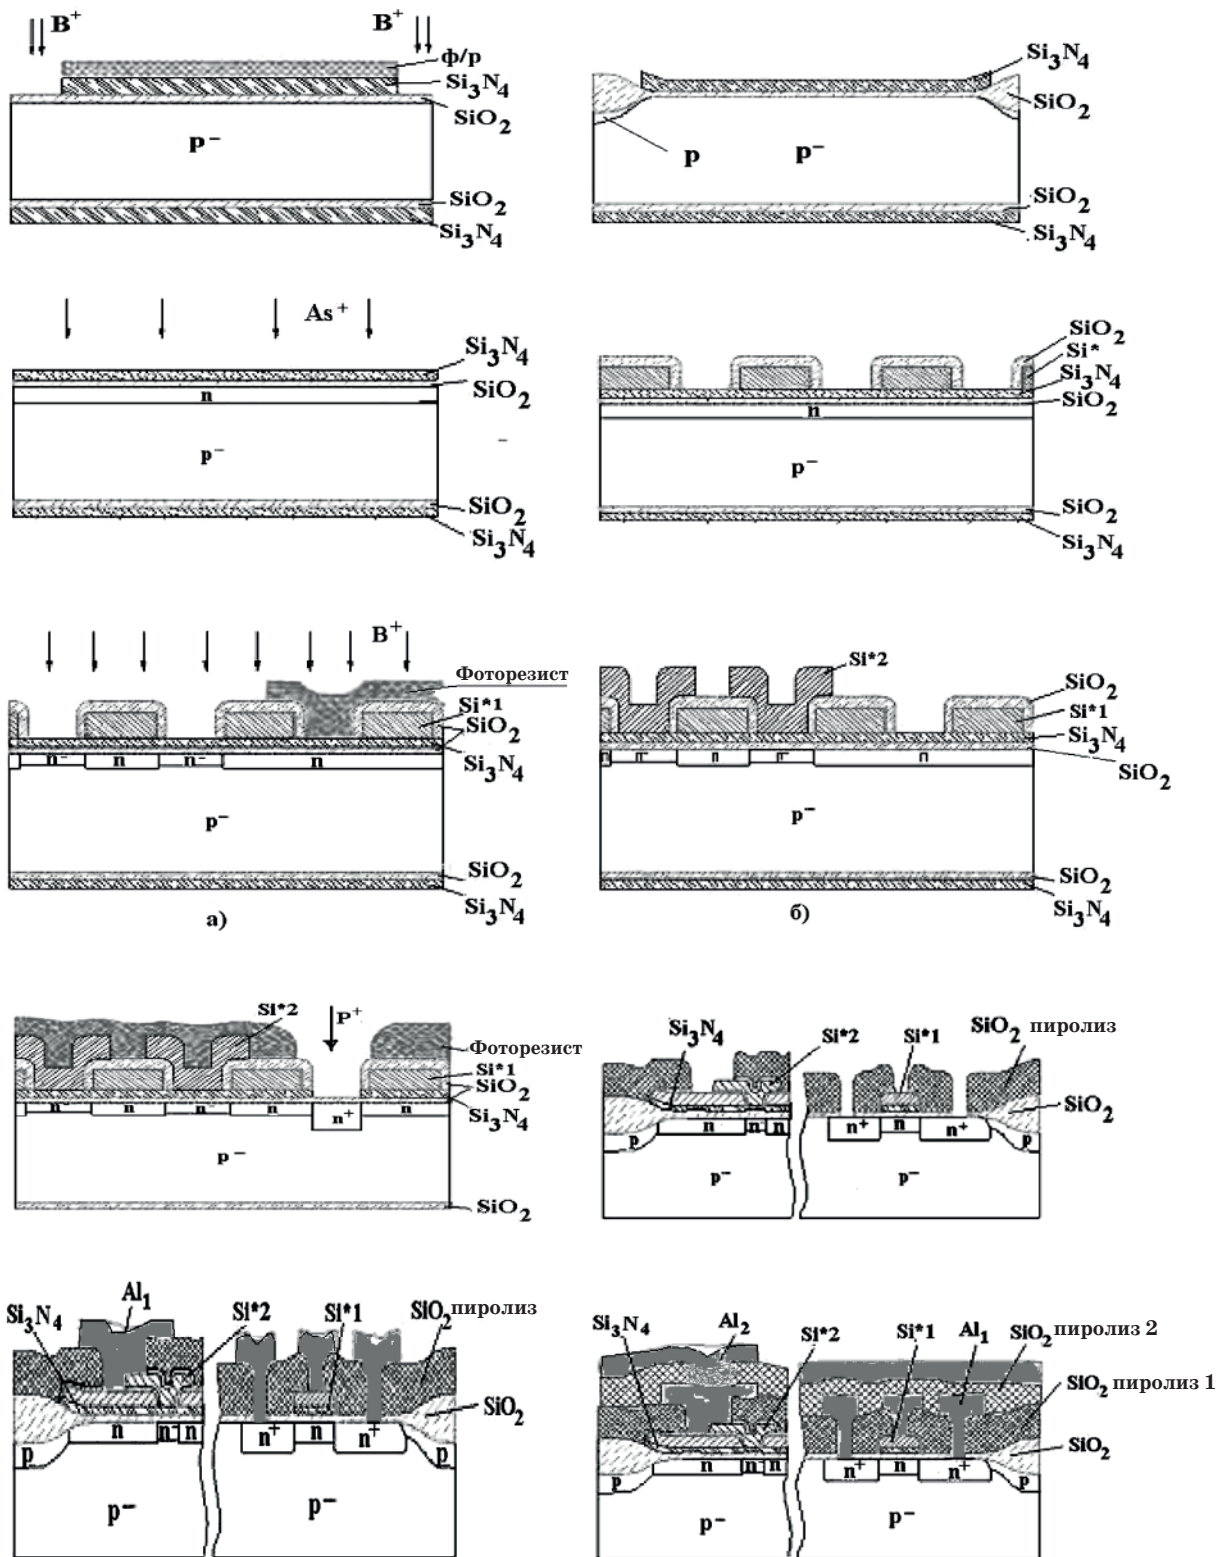 B⁺
B⁺
ф/р
Si₃N₄
SiO₂
p⁻
SiO₂
Si₃N₄
Si₃N₄
SiO₂
p
p⁻
SiO₂
Si₃N₄
As⁺
Si₃N₄
SiO₂
n
p⁻
SiO₂
Si₃N₄
SiO₂
Si*
Si₃N₄
SiO₂
n
p⁻
SiO₂
Si₃N₄
B⁺
Фоторезист
Si*1
SiO₂
Si₃N₄
n⁻ n n⁻ n
p⁻
SiO₂
Si₃N₄
а)
Si*2
SiO₂
Si*1
Si₃N₄
SiO₂
n n⁻ n n⁻ n
p⁻
SiO₂
Si₃N₄
б)
Si*2
P⁺
Фоторезист
Si*1
SiO₂
Si₃N₄
n⁻ n n⁻ n n⁺ n
p⁻
SiO₂
Si₃N₄
Si*2
Si*1
SiO₂ пиролиз
SiO₂
p n n⁻ n n⁺ n n⁺ p
p⁻ p⁻
Si₃N₄
Al₁
Si*2
Si*1
SiO₂ пиролиз
SiO₂
p n n⁻ n n⁺ n n⁺ p
p⁻ p⁻
Si₃N₄
Al₂
Si*2
Si*1
Al₁
SiO₂ пиролиз 2
SiO₂ пиролиз 1
SiO₂
p n n⁻ n n⁺ n n⁺ p
p⁻ p⁻